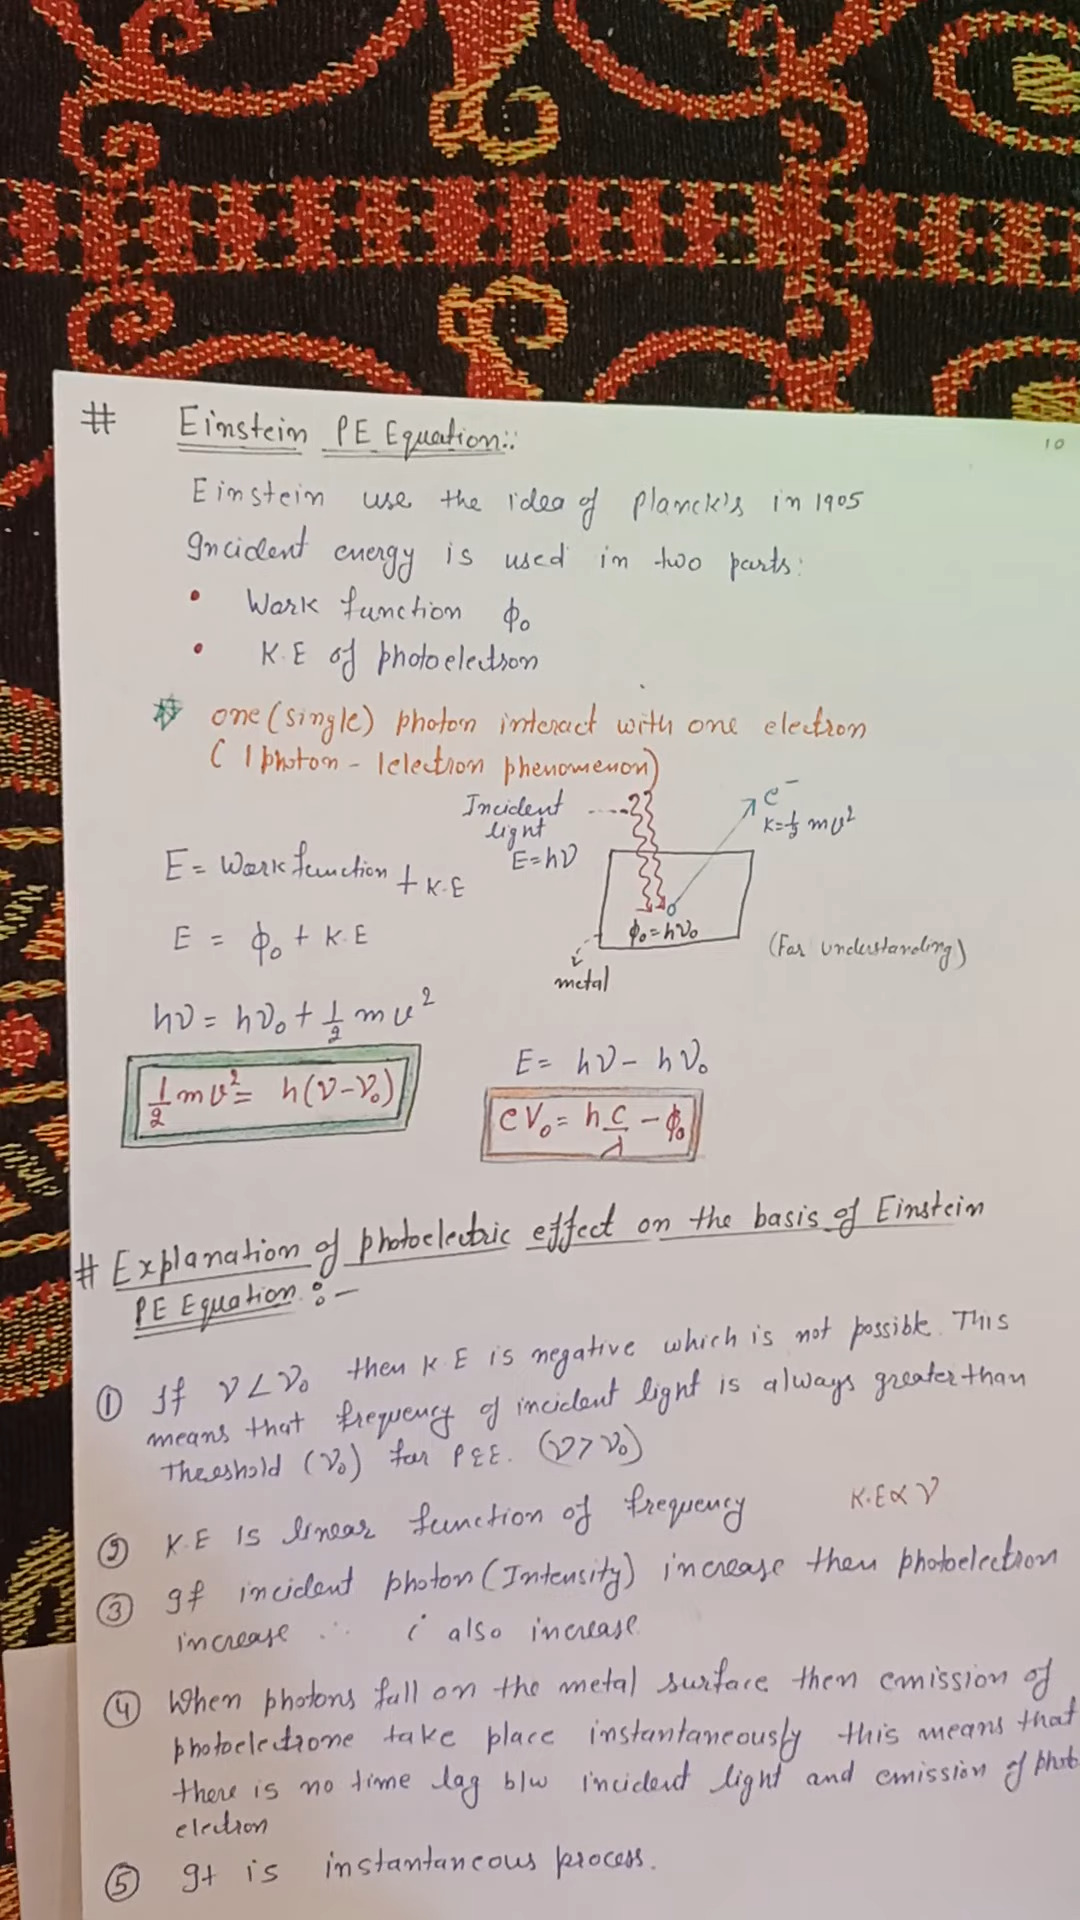 10
# Einstein PE Equation::
Einstein use the idea of Planck's in 1905
Incident energy is used in two parts:
• Work function ϕ₀
• K.E of photoelectron
one (single) photon interact with one electron
( 1 photon - 1electron phenomenon)
Incident
light
E=hν
e⁻
K=½ mv²
ϕ₀=hν₀
metal
(For understanding)
E = Work function + K.E
E = ϕ₀ + K.E
hν = hν₀ + ½ mv²
½ mv² = h(ν-ν₀)
E = hν - hν₀
eV₀ = h c/λ - ϕ₀
# Explanation of photoelectric effect on the basis of Einstein
PE Equation :-
① If ν < ν₀ then K.E is negative which is not possible. This
means that frequency of incident light is always greater than
Threshold (ν₀) for PEE. (ν > ν₀)
② K.E is linear function of frequency K.E ∝ ν
③ If incident photon (Intensity) increase then photoelectron
increase ∴ i also increase
④ When photons fall on the metal surface then emission of
photoelectrone take place instantaneously this means that
there is no time lag b/w incident light and emission of phot
electron
⑤ It is instantaneous process.